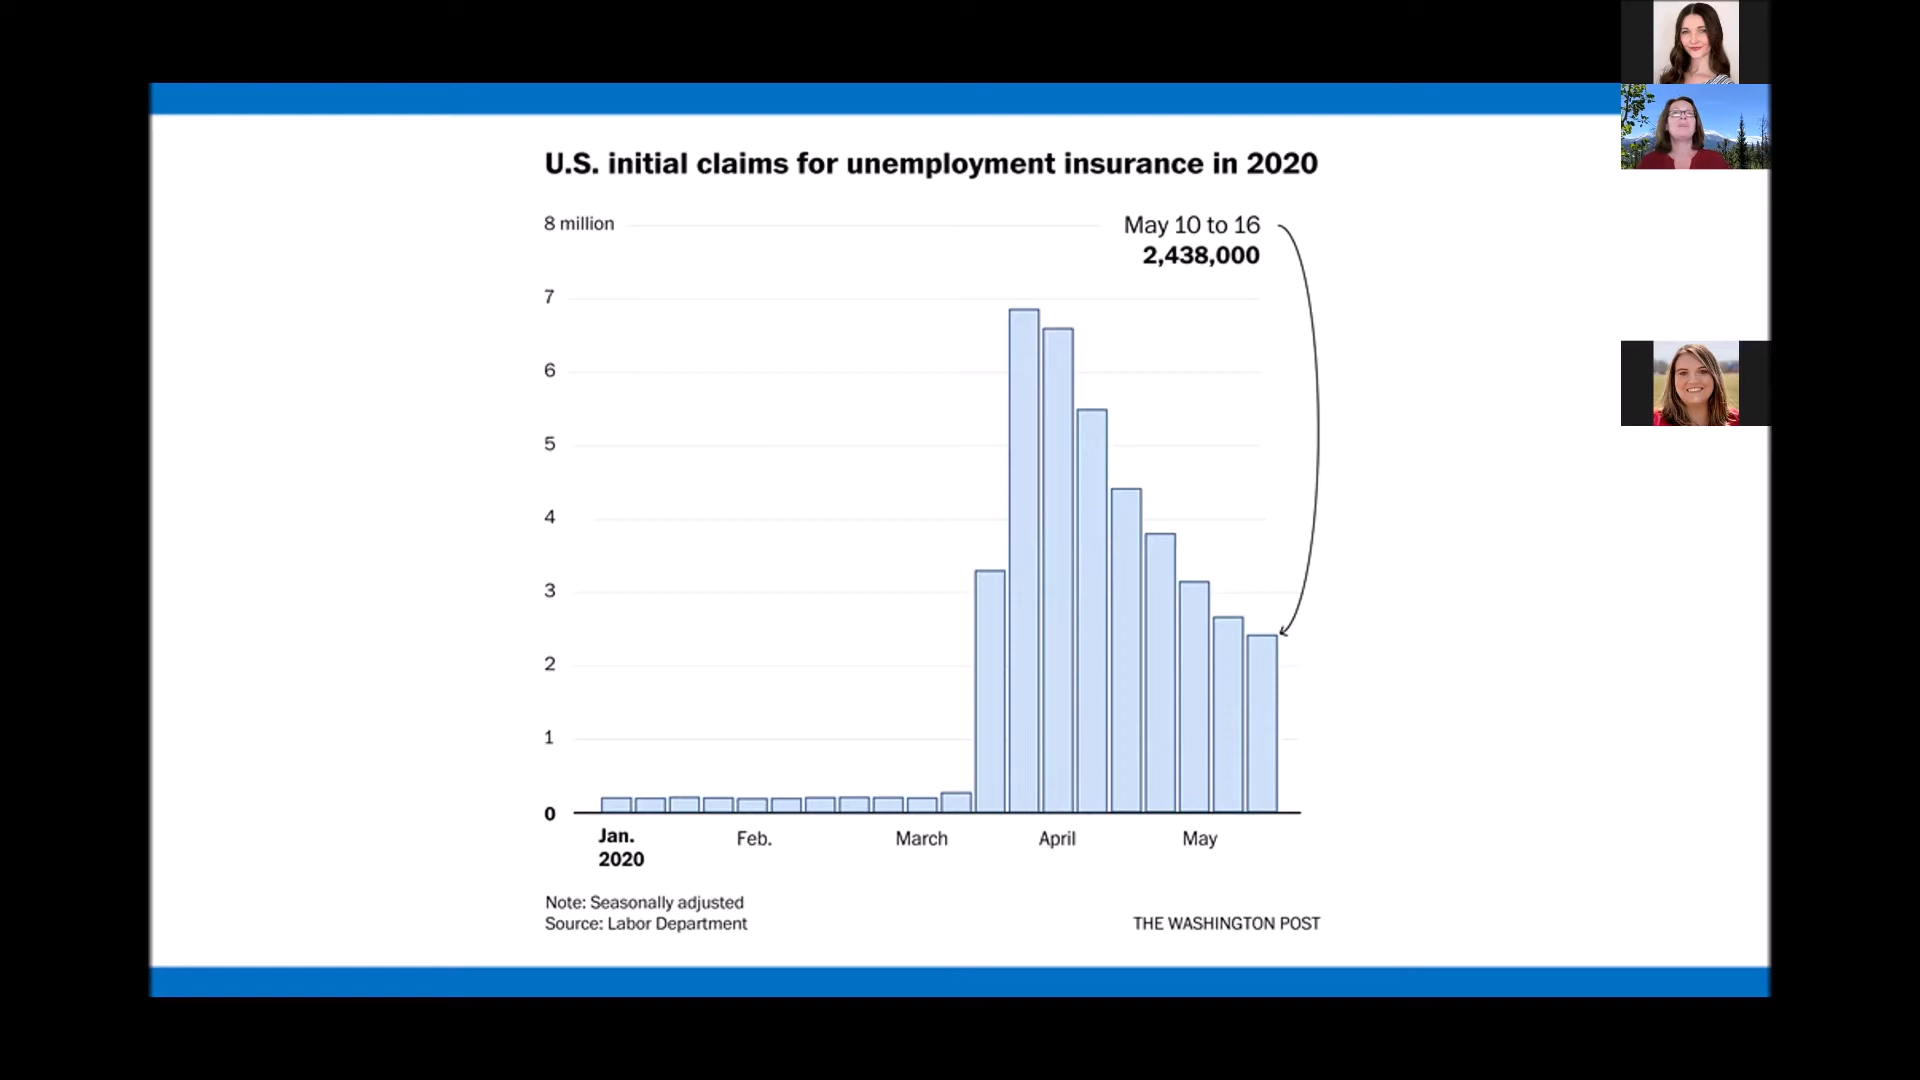 U.S. initial claims for unemployment insurance in 2020
8 million
May 10 to 16
2,438,000
7
6
5
4
3
2
1
0
Jan.
2020
Feb.
March
April
May
Note: Seasonally adjusted
Source: Labor Department
THE WASHINGTON POST